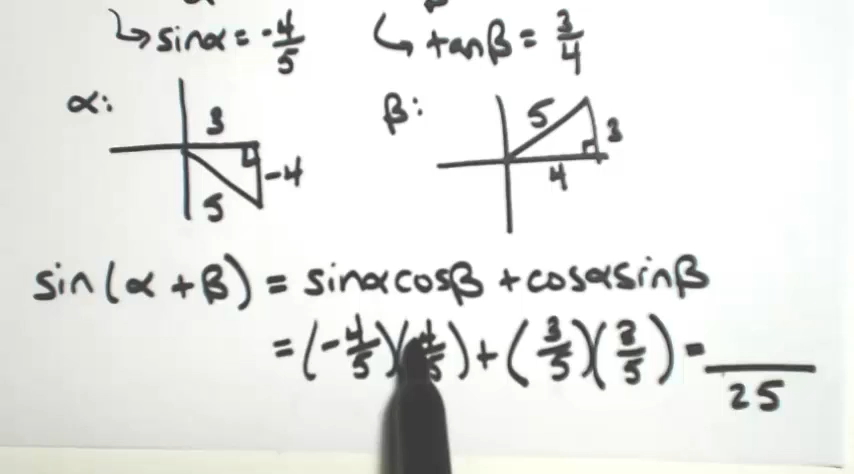 ↳ sinα = -4/5 ↳ tanβ = 3/4
α: 3 -4 5
β: 5 3 4
sin(α + β) = sinαcosβ + cosαsinβ
= (-4/5)(4/5) + (3/5)(3/5) = /25